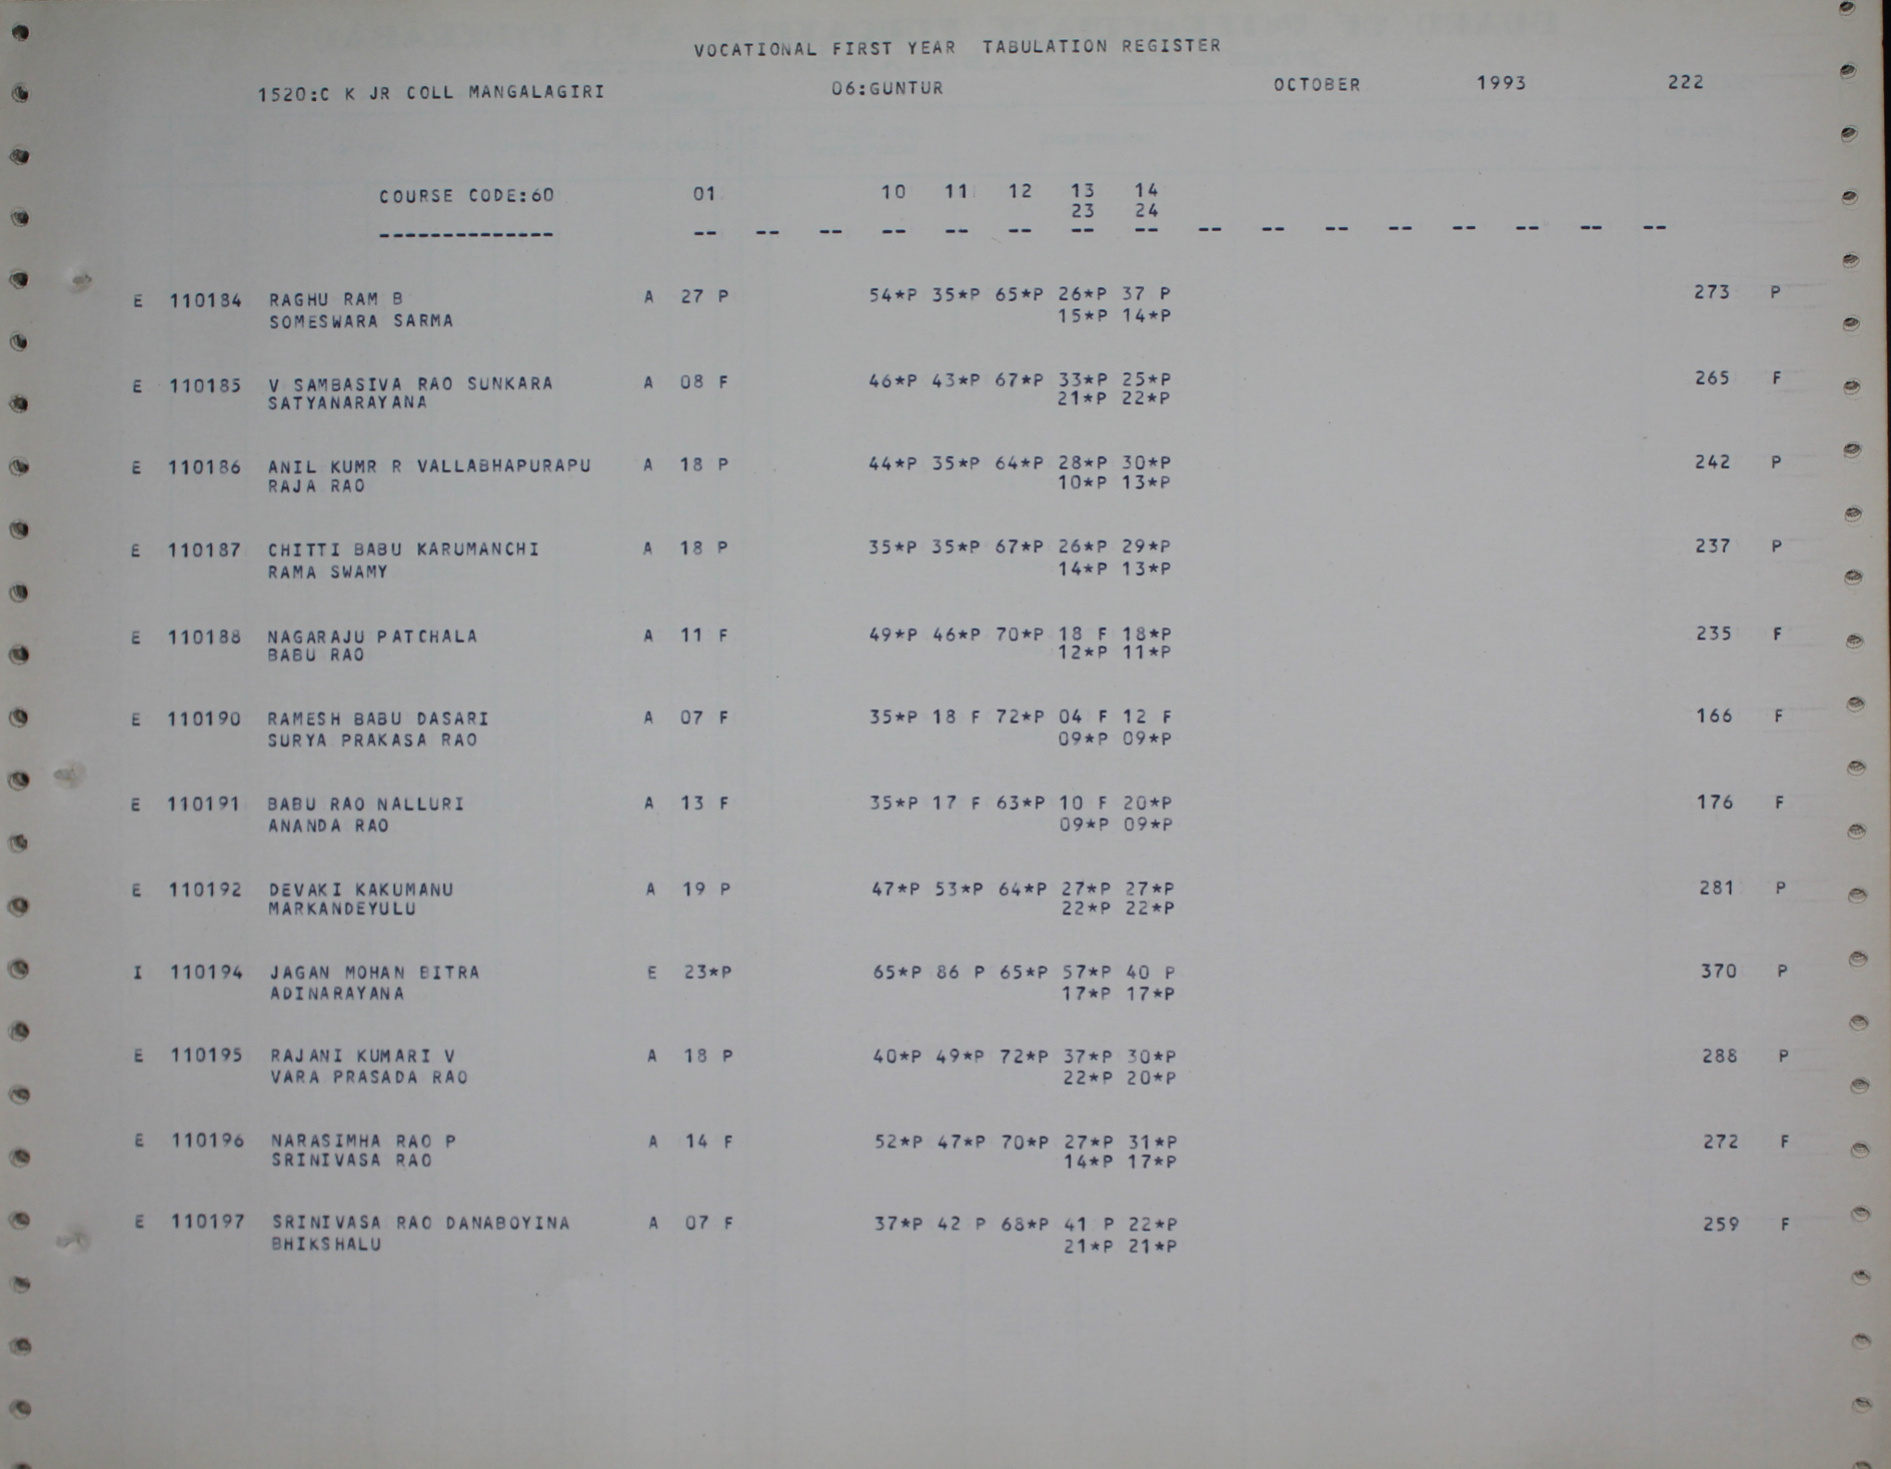 VOCATIONAL FIRST YEAR TABULATION REGISTER
1520:C K JR COLL MANGALAGIRI 06:GUNTUR OCTOBER 1993 222
COURSE CODE:60 01 10 11 12 13 14
23 24
-------------- -- -- -- -- -- -- -- -- -- -- -- -- -- -- -- --
E 110184 RAGHU RAM B A 27 P 54*P 35*P 65*P 26*P 37 P 273 P
SOMESWARA SARMA 15*P 14*P
E 110185 V SAMBASIVA RAO SUNKARA A 08 F 46*P 43*P 67*P 33*P 25*P 265 F
SATYANARAYANA 21*P 22*P
E 110186 ANIL KUMR R VALLABHAPURAPU A 18 P 44*P 35*P 64*P 28*P 30*P 242 P
RAJA RAO 10*P 13*P
E 110187 CHITTI BABU KARUMANCHI A 18 P 35*P 35*P 67*P 26*P 29*P 237 P
RAMA SWAMY 14*P 13*P
E 110188 NAGARAJU PATCHALA A 11 F 49*P 46*P 70*P 18 F 18*P 235 F
BABU RAO 12*P 11*P
E 110190 RAMESH BABU DASARI A 07 F 35*P 18 F 72*P 04 F 12 F 166 F
SURYA PRAKASA RAO 09*P 09*P
E 110191 BABU RAO NALLURI A 13 F 35*P 17 F 63*P 10 F 20*P 176 F
ANANDA RAO 09*P 09*P
E 110192 DEVAKI KAKUMANU A 19 P 47*P 53*P 64*P 27*P 27*P 281 P
MARKANDEYULU 22*P 22*P
I 110194 JAGAN MOHAN BITRA E 23*P 65*P 86 P 65*P 57*P 40 P 370 P
ADINARAYANA 17*P 17*P
E 110195 RAJANI KUMARI V A 18 P 40*P 49*P 72*P 37*P 30*P 288 P
VARA PRASADA RAO 22*P 20*P
E 110196 NARASIMHA RAO P A 14 F 52*P 47*P 70*P 27*P 31*P 272 F
SRINIVASA RAO 14*P 17*P
E 110197 SRINIVASA RAO DANABOYINA A 07 F 37*P 42 P 68*P 41 P 22*P 259 F
BHIKSHALU 21*P 21*P